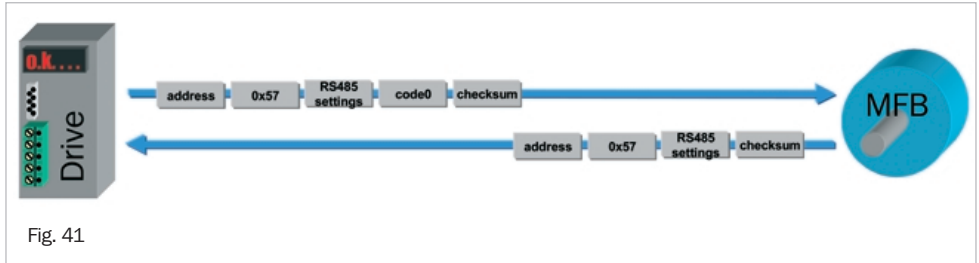 o.k....
Drive
address 0x57 RS485 settings code0 checksum
address 0x57 RS485 settings checksum
MFB
Fig. 41